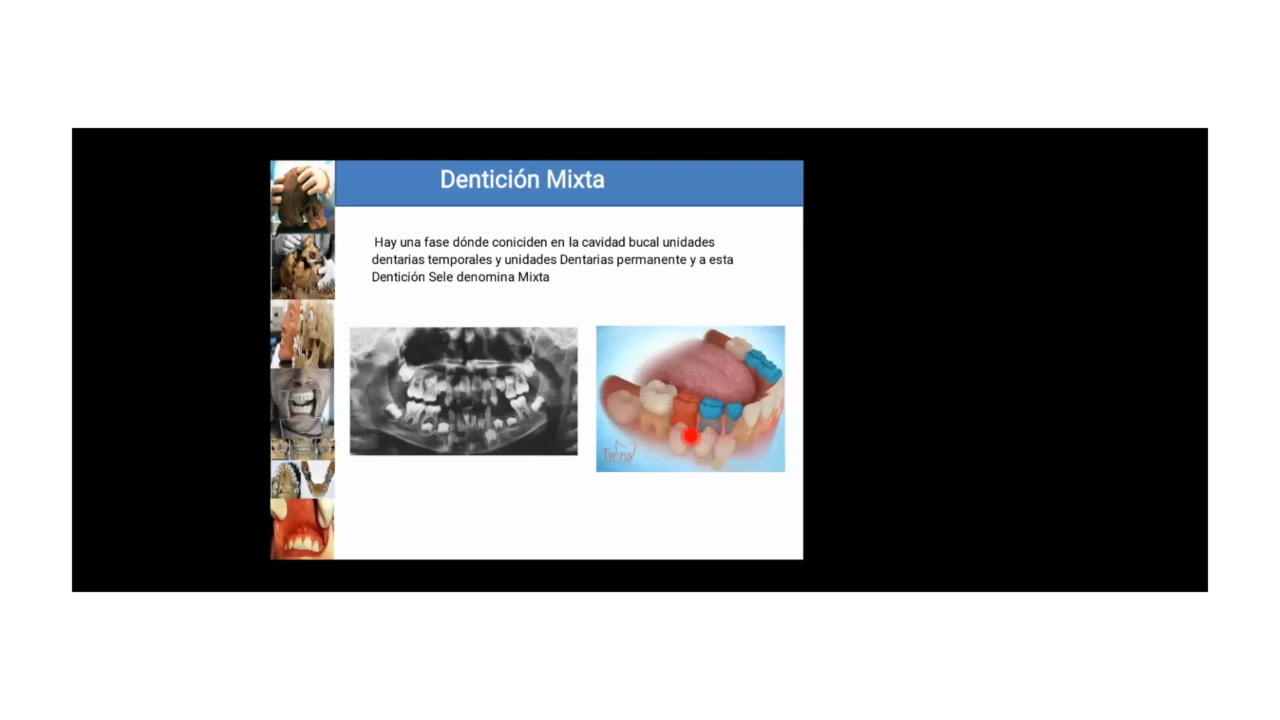 Dentición Mixta
Hay una fase dónde coniciden en la cavidad bucal unidades
dentarias temporales y unidades Dentarias permanente y a esta
Dentición Sele denomina Mixta
Twins